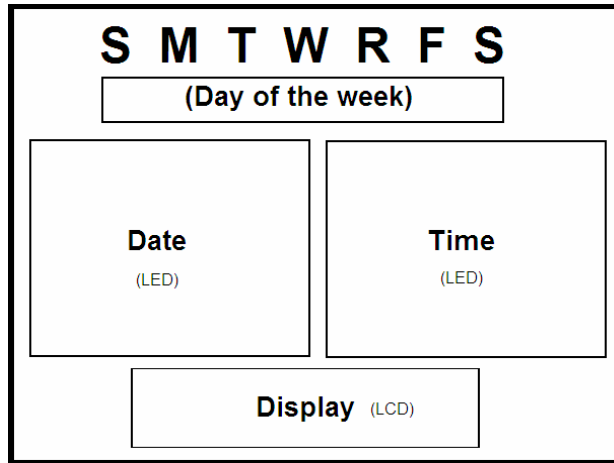 S M T W R F S
(Day of the week)
Date
(LED)
Time
(LED)
Display (LCD)